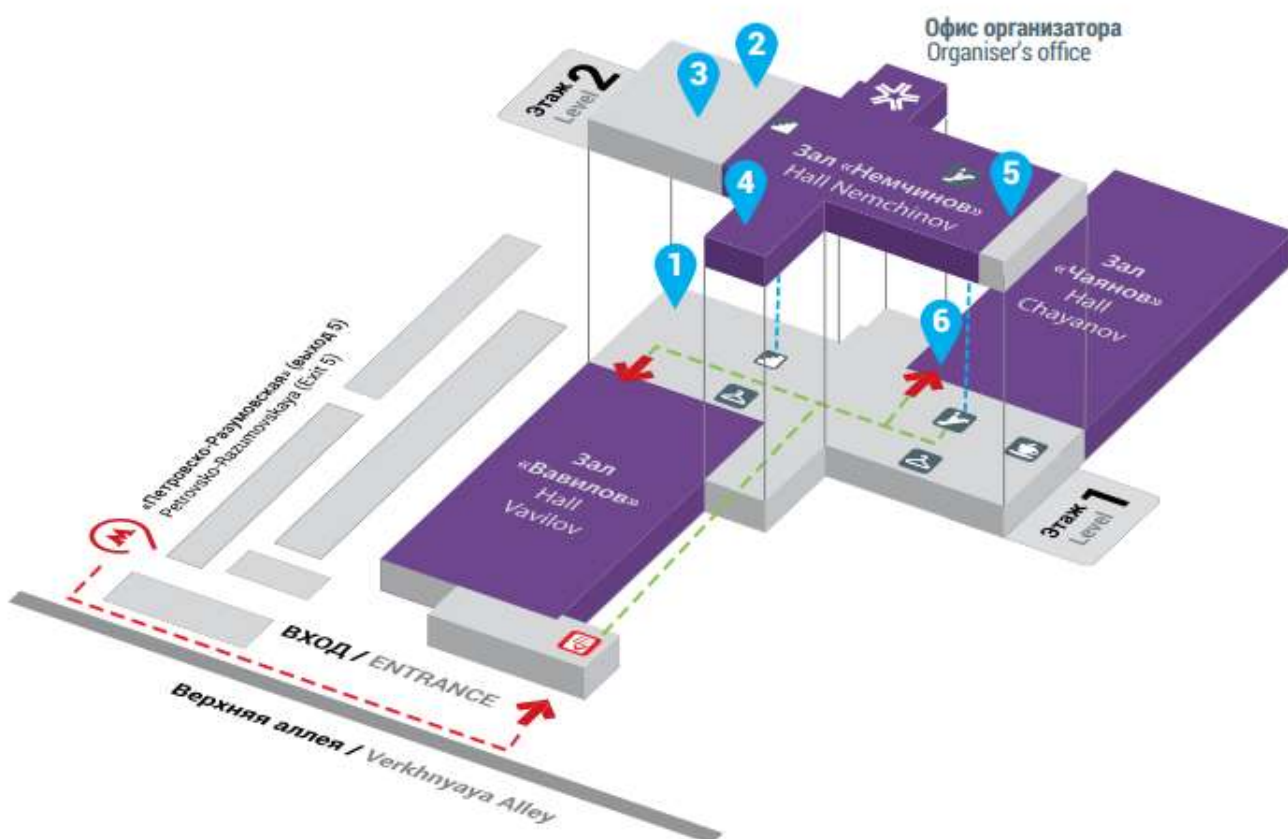 Офис организатора
Organiser's office
Этаж 2
Level
2
3
Зал «Немчинов»
Hall Nemchinov
5
4
1
Зал
«Чаянов»
Hall
Chayanov
6
«Петровско-Разумовская» (выход 5)
Petrovsko-Razumovskaya (Exit 5)
М
Зал
«Вавилов»
Hall
Vavilov
Этаж 1
Level
ВХОД / ENTRANCE
Верхняя аллея / Verkhnyaya Alley